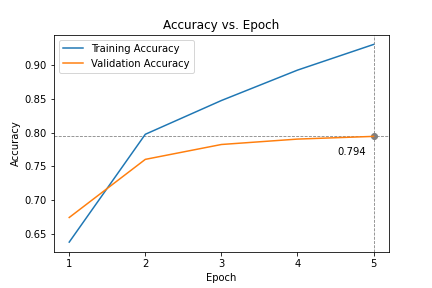 Accuracy vs. Epoch
Training Accuracy
Validation Accuracy
0.90
0.85
0.80
0.75
0.70
0.65
Accuracy
0.794
1 2 3 4 5
Epoch